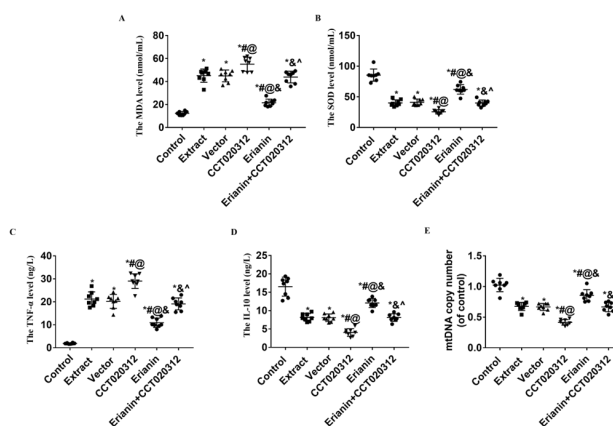 A
The MDA level (nmol/mL)
80
60
40
20
0
*
*
*#@
*#@&
*&^
Control
Extract
Vector
CCT020312
Erianin
Erianin+CCT020312
B
The SOD level (nmol/mL)
150
100
50
0
*
*
*#@
*#@&
*&^
Control
Extract
Vector
CCT020312
Erianin
Erianin+CCT020312
C
The TNF-α level (ng/L)
40
30
20
10
0
*
*
*#@
*#@&
*&^
Control
Extract
Vector
CCT020312
Erianin
Erianin+CCT020312
D
The IL-10 level (ng/L)
25
20
15
10
5
0
*
*
*#@
*#@&
*&^
Control
Extract
Vector
CCT020312
Erianin
Erianin+CCT020312
E
mtDNA copy number
(of control)
1.5
1.0
0.5
0.0
*
*
*#@
*#@&
*&
Control
Extract
Vector
CCT020312
Erianin
Erianin+CCT020312